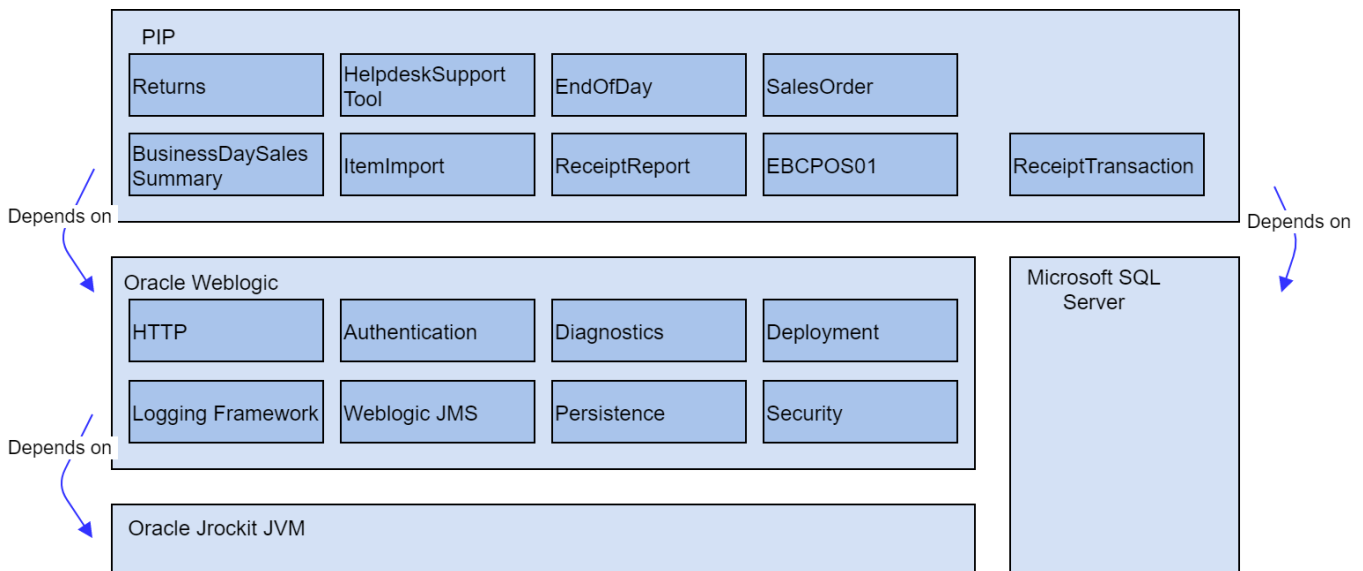 PIP
Returns
HelpdeskSupport
Tool
EndOfDay
SalesOrder
BusinessDaySales
Summary
ItemImport
ReceiptReport
EBCPOS01
ReceiptTransaction
Depends on
Depends on
Oracle Weblogic
HTTP
Authentication
Diagnostics
Deployment
Logging Framework
Weblogic JMS
Persistence
Security
Microsoft SQL
Server
Depends on
Oracle Jrockit JVM